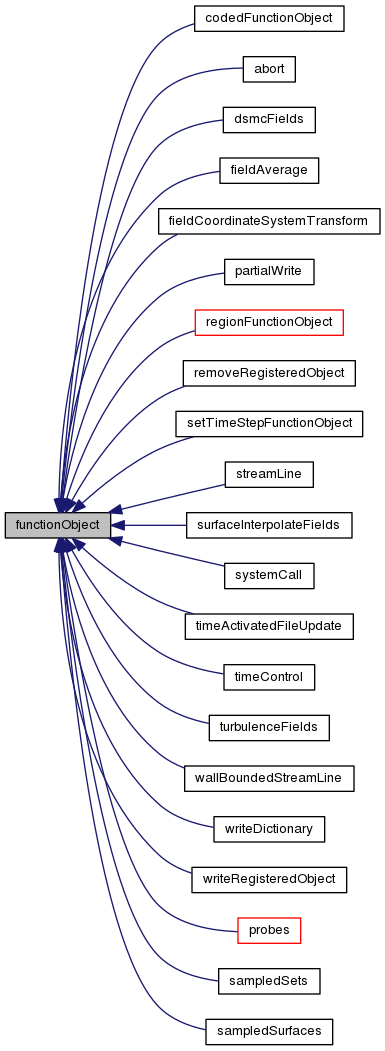 codedFunctionObject
abort
dsmcFields
fieldAverage
fieldCoordinateSystemTransform
partialWrite
regionFunctionObject
removeRegisteredObject
setTimeStepFunctionObject
streamLine
functionObject
surfaceInterpolateFields
systemCall
timeActivatedFileUpdate
timeControl
turbulenceFields
wallBoundedStreamLine
writeDictionary
writeRegisteredObject
probes
sampledSets
sampledSurfaces